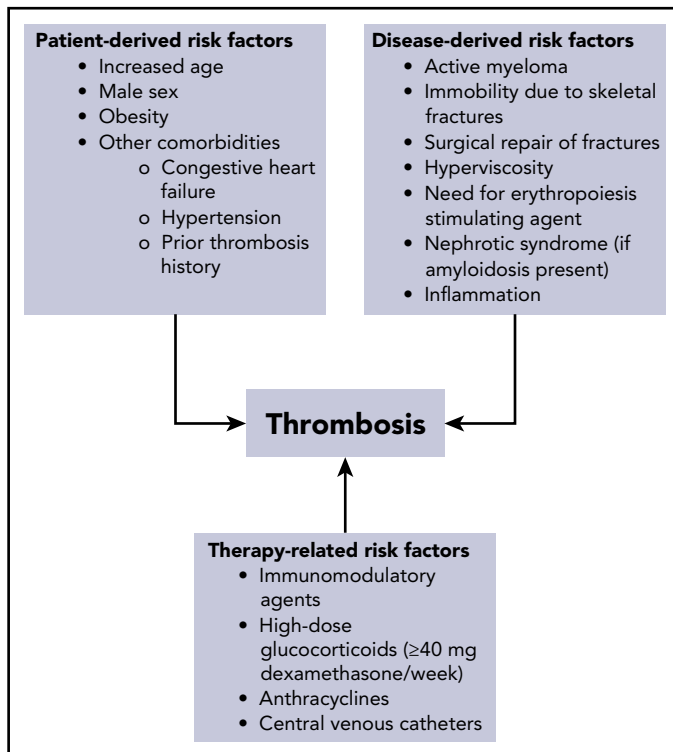 Patient-derived risk factors
• Increased age
• Male sex
• Obesity
• Other comorbidities
o Congestive heart
failure
o Hypertension
o Prior thrombosis
history
Disease-derived risk factors
• Active myeloma
• Immobility due to skeletal
fractures
• Surgical repair of fractures
• Hyperviscosity
• Need for erythropoiesis
stimulating agent
• Nephrotic syndrome (if
amyloidosis present)
• Inflammation
Thrombosis
Therapy-related risk factors
• Immunomodulatory
agents
• High-dose
glucocorticoids (≥40 mg
dexamethasone/week)
• Anthracyclines
• Central venous catheters